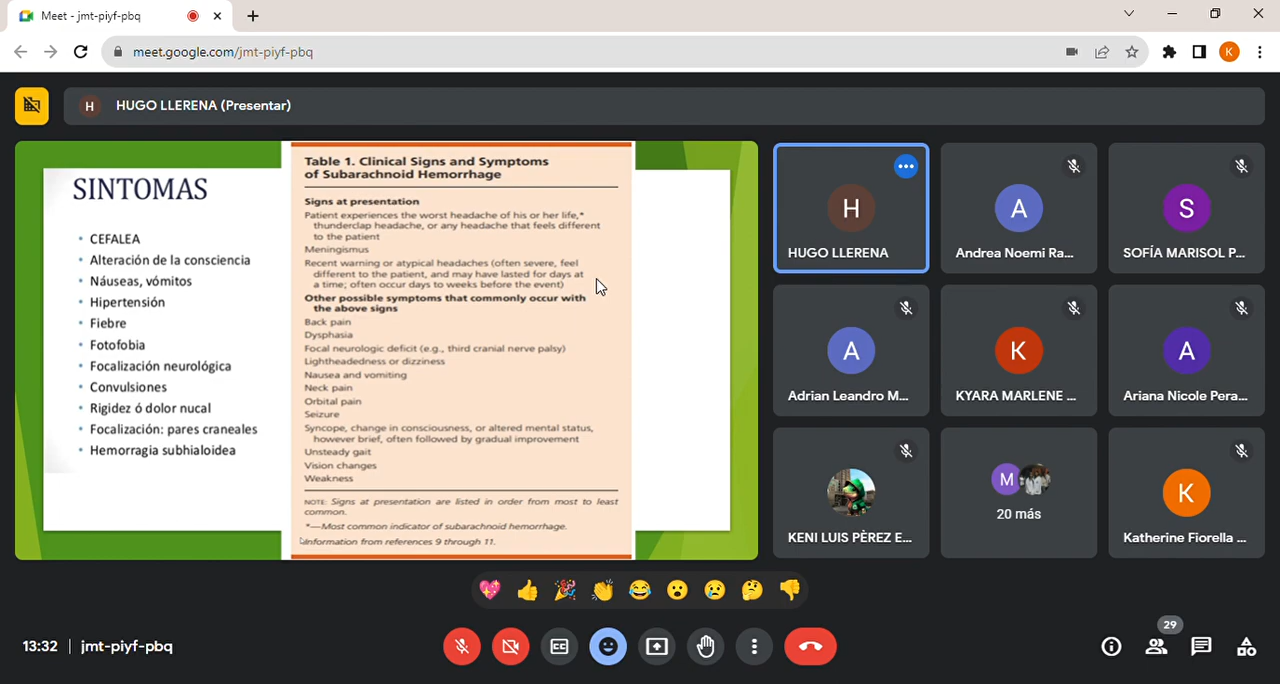 Meet - jmt-piyf-pbq
meet.google.com/jmt-piyf-pbq
K
H
HUGO LLERENA (Presentar)
SINTOMAS
• CEFALEA
• Alteración de la consciencia
• Náuseas, vómitos
• Hipertensión
• Fiebre
• Fotofobia
• Focalización neurológica
• Convulsiones
• Rigidez ó dolor nucal
• Focalización: pares craneales
• Hemorragia subhialoidea
Table 1. Clinical Signs and Symptoms
of Subarachnoid Hemorrhage
Signs at presentation
Patient experiences the worst headache of his or her life,*
thunderclap headache, or any headache that feels different
to the patient
Meningismus
Recent warning or atypical headaches (often severe, feel
different to the patient, and may have lasted for days at
a time; often occur days to weeks before the event)
Other possible symptoms that commonly occur with
the above signs
Back pain
Dysphasia
Focal neurologic deficit (e.g., third cranial nerve palsy)
Lightheadedness or dizziness
Nausea and vomiting
Neck pain
Orbital pain
Seizure
Syncope, change in consciousness, or altered mental status,
however brief, often followed by gradual improvement
Unsteady gait
Vision changes
Weakness
NOTE: Signs at presentation are listed in order from most to least
common.
*—Most common indicator of subarachnoid hemorrhage.
Information from references 9 through 11.
H
HUGO LLERENA
A
Andrea Noemi Ra...
S
SOFÍA MARISOL P...
A
Adrian Leandro M...
K
KYARA MARLENE ...
A
Ariana Nicole Pera...
KENI LUIS PÈREZ E...
M
20 más
K
Katherine Fiorella ...
13:32 | jmt-piyf-pbq
CC
29